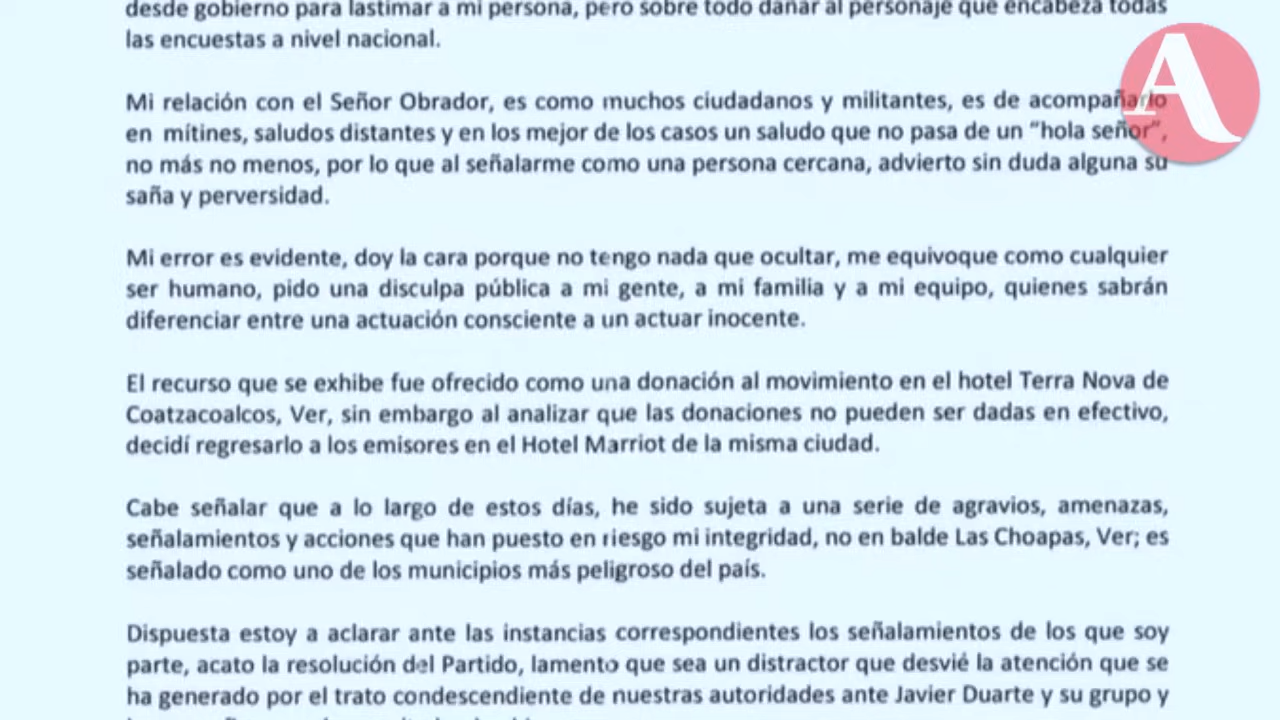 desde gobierno para lastimar a mi persona, pero sobre todo dañar al personaje que encabeza todas
las encuestas a nivel nacional.
Mi relación con el Señor Obrador, es como muchos ciudadanos y militantes, es de acompañarlo
en mítines, saludos distantes y en los mejor de los casos un saludo que no pasa de un "hola señor",
no más no menos, por lo que al señalarme como una persona cercana, advierto sin duda alguna su
saña y perversidad.
Mi error es evidente, doy la cara porque no tengo nada que ocultar, me equivoque como cualquier
ser humano, pido una disculpa pública a mi gente, a mi familia y a mi equipo, quienes sabrán
diferenciar entre una actuación consciente a un actuar inocente.
El recurso que se exhibe fue ofrecido como una donación al movimiento en el hotel Terra Nova de
Coatzacoalcos, Ver, sin embargo al analizar que las donaciones no pueden ser dadas en efectivo,
decidí regresarlo a los emisores en el Hotel Marriot de la misma ciudad.
Cabe señalar que a lo largo de estos días, he sido sujeta a una serie de agravios, amenazas,
señalamientos y acciones que han puesto en riesgo mi integridad, no en balde Las Choapas, Ver; es
señalado como uno de los municipios más peligroso del país.
Dispuesta estoy a aclarar ante las instancias correspondientes los señalamientos de los que soy
parte, acato la resolución del Partido, lamento que sea un distractor que desvié la atención que se
ha generado por el trato condescendiente de nuestras autoridades ante Javier Duarte y su grupo y
A